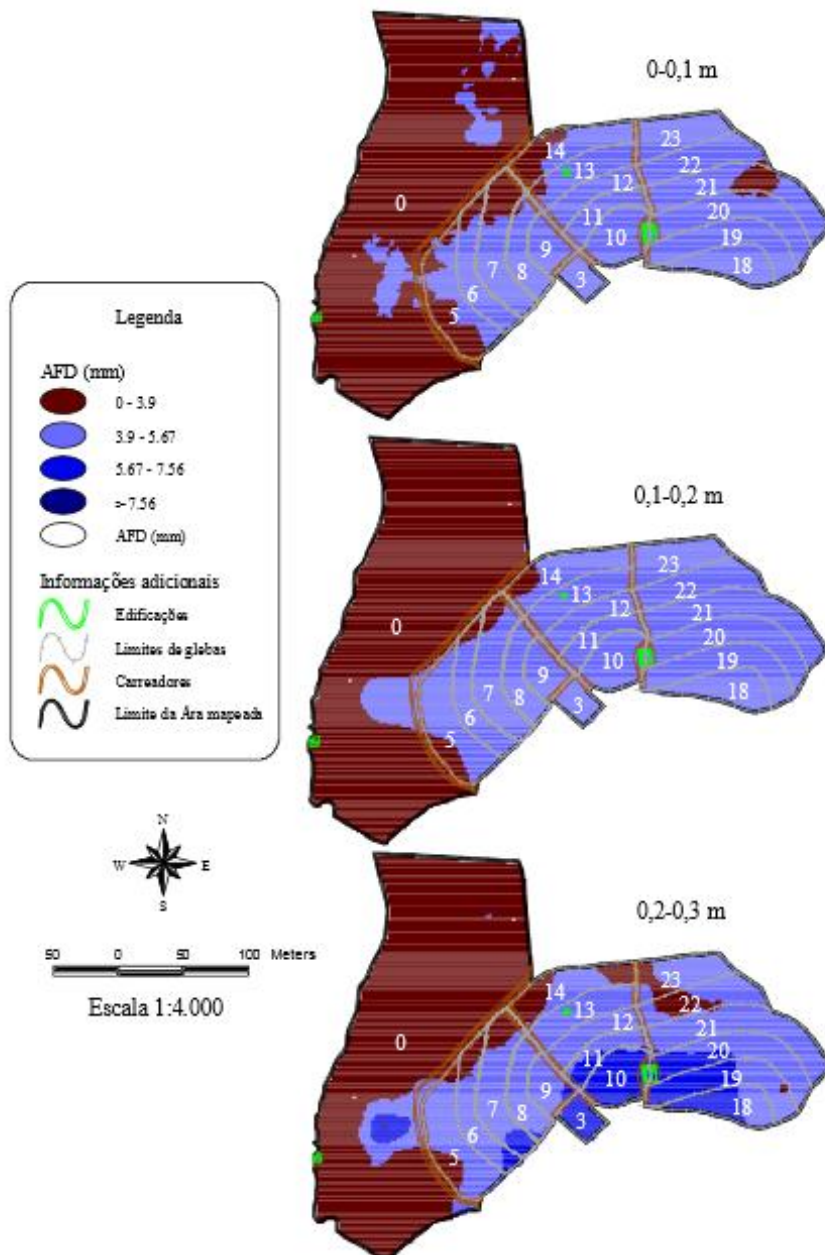 0-0,1 m
23
14
13
22
12
21
0
11
20
10
9
19
7
8
3
18
6
5
Legenda
AFD (mm)
0 - 3.9
3.9 - 5.67
5.67 - 7.56
=-7.56
AFD (mm)
Informações adicionais
Edificações
Limites de glebas
Carreadores
Limite da Ára mapeada
0,1-0,2 m
23
14
13
22
12
21
0
11
20
10
9
19
7
8
3
18
6
5
N
W E
S
50 0 50 100 Meters
Escala 1:4.000
0,2-0,3 m
23
14
22
13
12
21
0
11
20
10
9
19
7
8
3
18
6
5